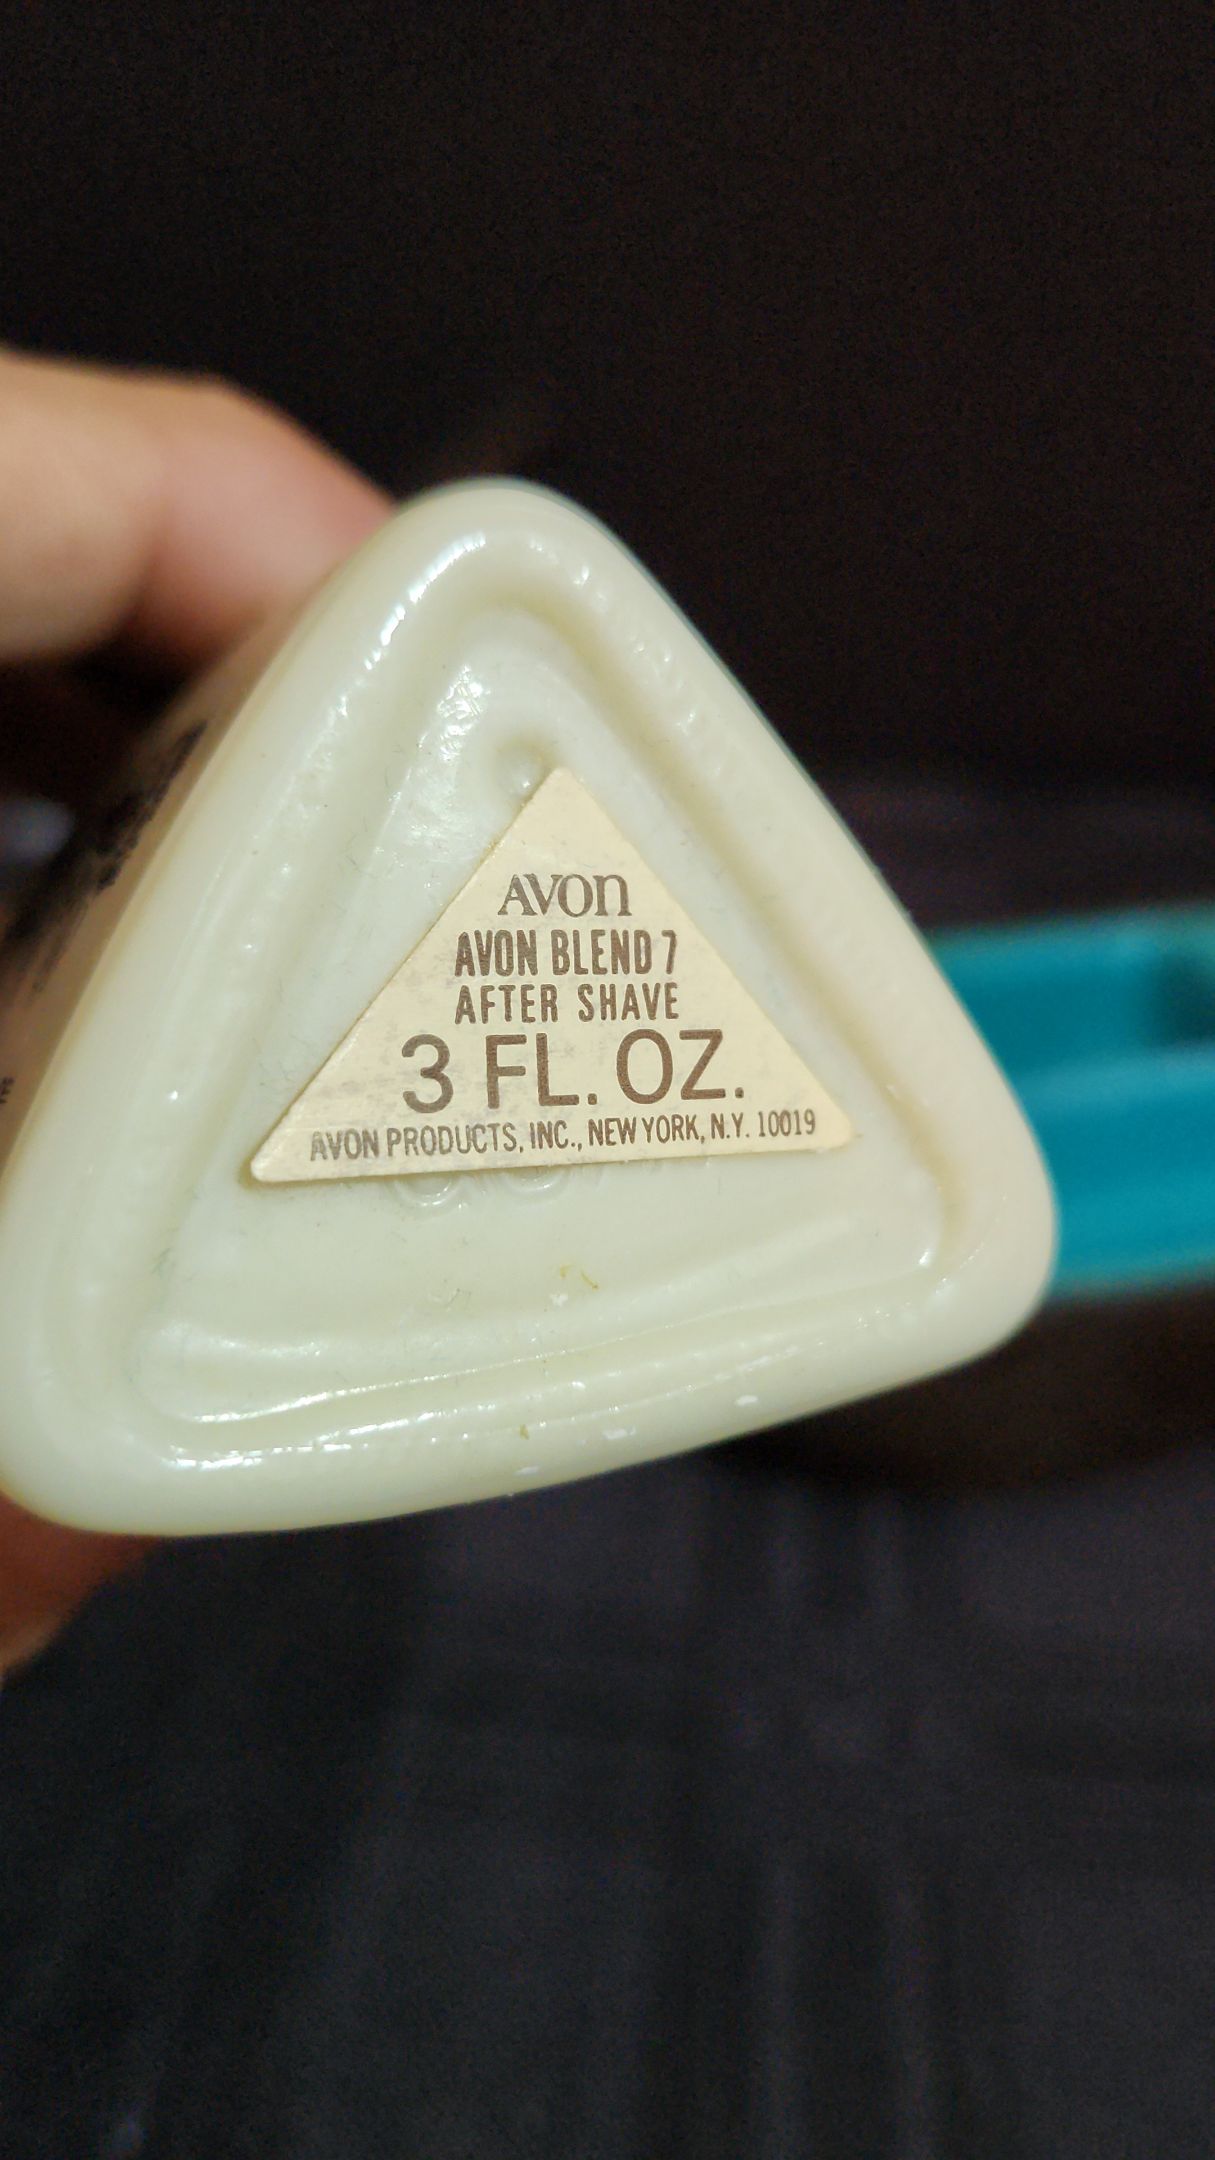 AVON
AVON BLEND 7
AFTER SHAVE
3 FL. OZ.
AVON PRODUCTS, INC., NEW YORK, N.Y. 10019